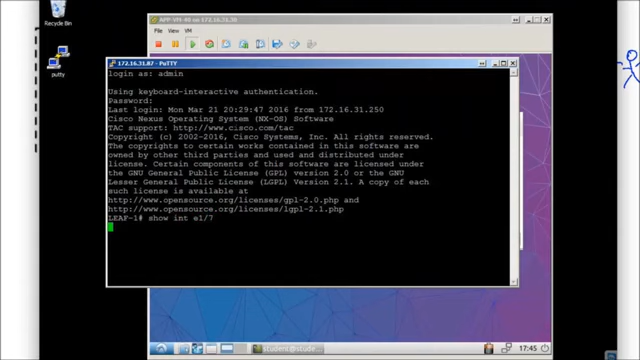 Recycle Bin
putty
APP-VM-08 on 172.16.31.30
File View VM
172.16.31.87 - PuTTY
login as: admin
Using keyboard-interactive authentication.
Password:
Last login: Mon Mar 21 20:29:47 2016 from 172.16.31.250
Cisco Nexus Operating System (NX-OS) Software
TAC support: http://www.cisco.com/tac
Copyright (c) 2002-2016, Cisco Systems, Inc. All rights reserved.
The copyrights to certain works contained in this software are
owned by other third parties and used and distributed under
license. Certain components of this software are licensed under
the GNU General Public License (GPL) version 2.0 or the GNU
Lesser General Public License (LGPL) Version 2.1. A copy of each
such license is available at
http://www.opensource.org/licenses/gpl-2.0.php and
http://www.opensource.org/licenses/lgpl-2.1.php
LEAF-1# show int e1/7
student@stude...
17:45